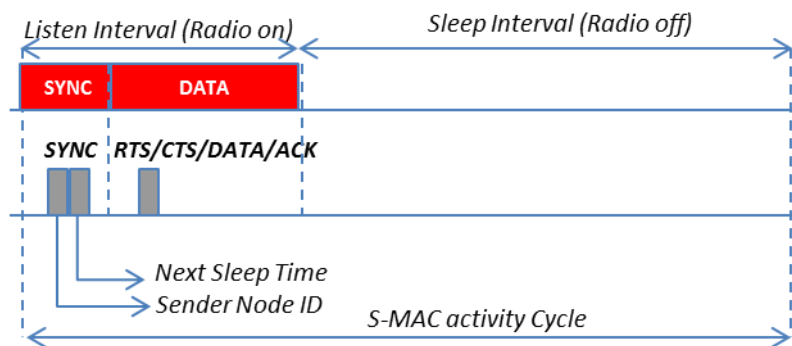 Listen Interval (Radio on)
Sleep Interval (Radio off)
SYNC
DATA
SYNC
RTS/CTS/DATA/ACK
Next Sleep Time
Sender Node ID
S-MAC activity Cycle